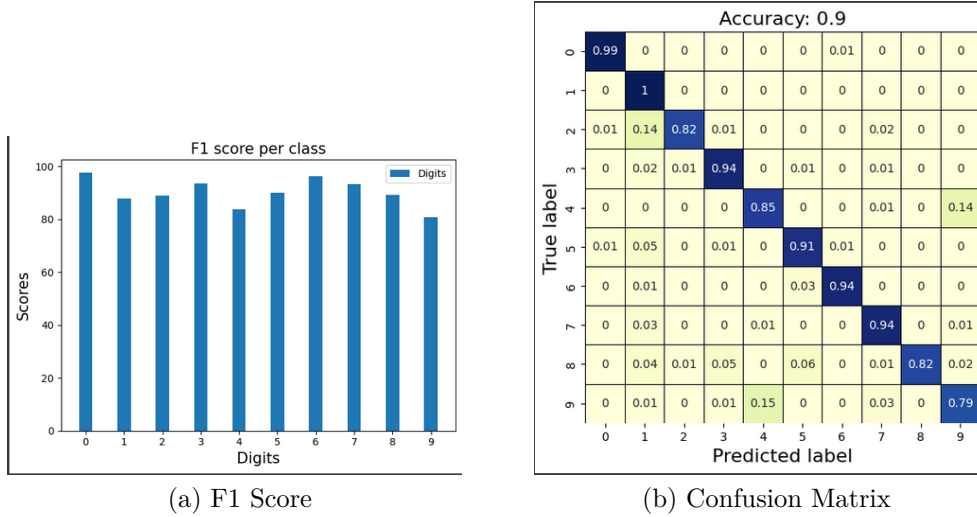 F1 score per class
Digits
100
80
60
40
20
0
Scores
0 1 2 3 4 5 6 7 8 9
Digits
(a) F1 Score
Accuracy: 0.9
True label
0 0.99 0 0 0 0 0 0.01 0 0 0
1 0 1 0 0 0 0 0 0 0 0
2 0.01 0.14 0.82 0.01 0 0 0 0.02 0 0
3 0 0.02 0.01 0.94 0 0.01 0 0.01 0 0
4 0 0 0 0 0.85 0 0 0.01 0 0.14
5 0.01 0.05 0 0.01 0 0.91 0.01 0 0 0
6 0 0.01 0 0 0 0.03 0.94 0 0 0
7 0 0.03 0 0 0.01 0 0 0.94 0 0.01
8 0 0.04 0.01 0.05 0 0.06 0 0.01 0.82 0.02
9 0 0.01 0 0.01 0.15 0 0 0.03 0 0.79
0 1 2 3 4 5 6 7 8 9
Predicted label
(b) Confusion Matrix